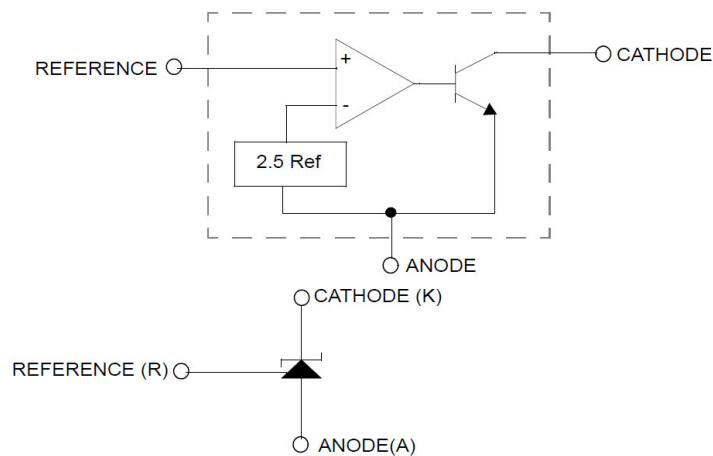 REFERENCE
+
CATHODE
-
2.5 Ref
ANODE
CATHODE (K)
REFERENCE (R)
ANODE(A)